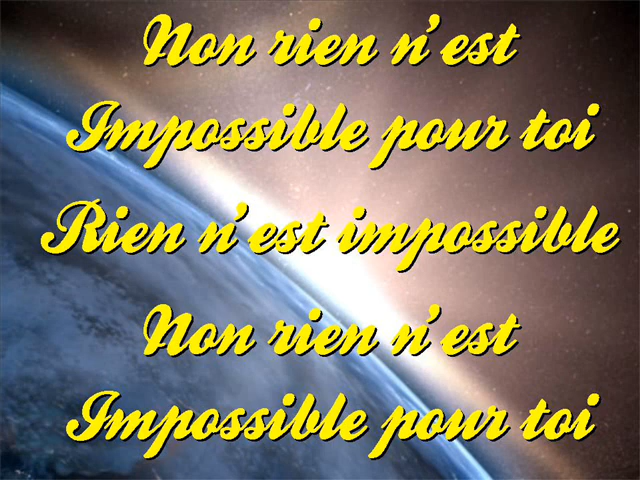 Non rien n'est
Impossible pour toi
Rien n'est impossible
Non rien n'est
Impossible pour toi